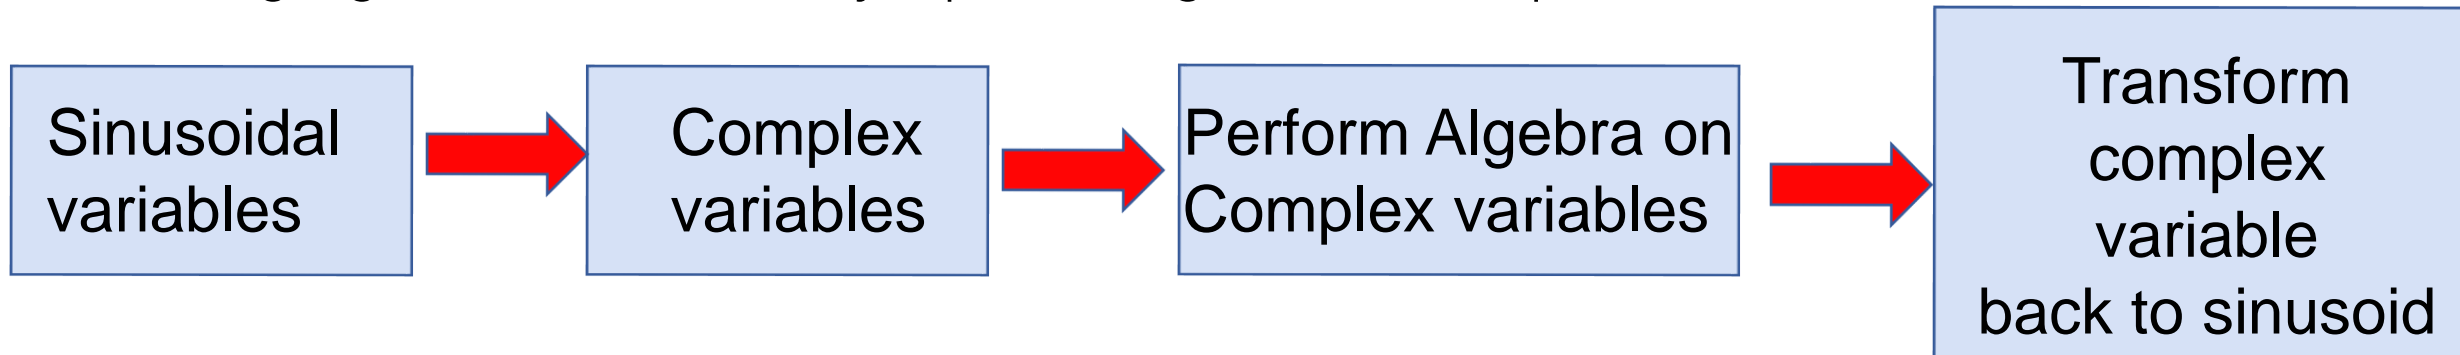 Sinusoidal
variables
Complex
variables
Perform Algebra on
Complex variables
Transform
complex
variable
back to sinusoid